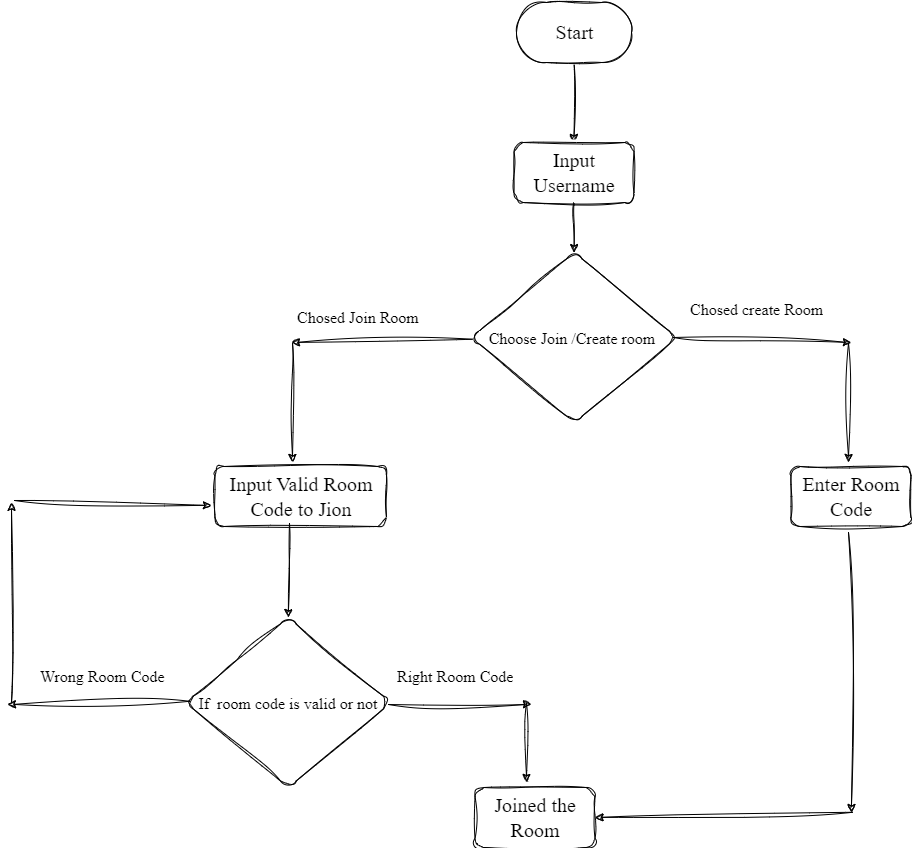 Start
Input
Username
Chosed Join Room
Chosed create Room
Choose Join /Create room
Input Valid Room
Code to Jion
Enter Room
Code
Wrong Room Code
Right Room Code
If room code is valid or not
Joined the
Room